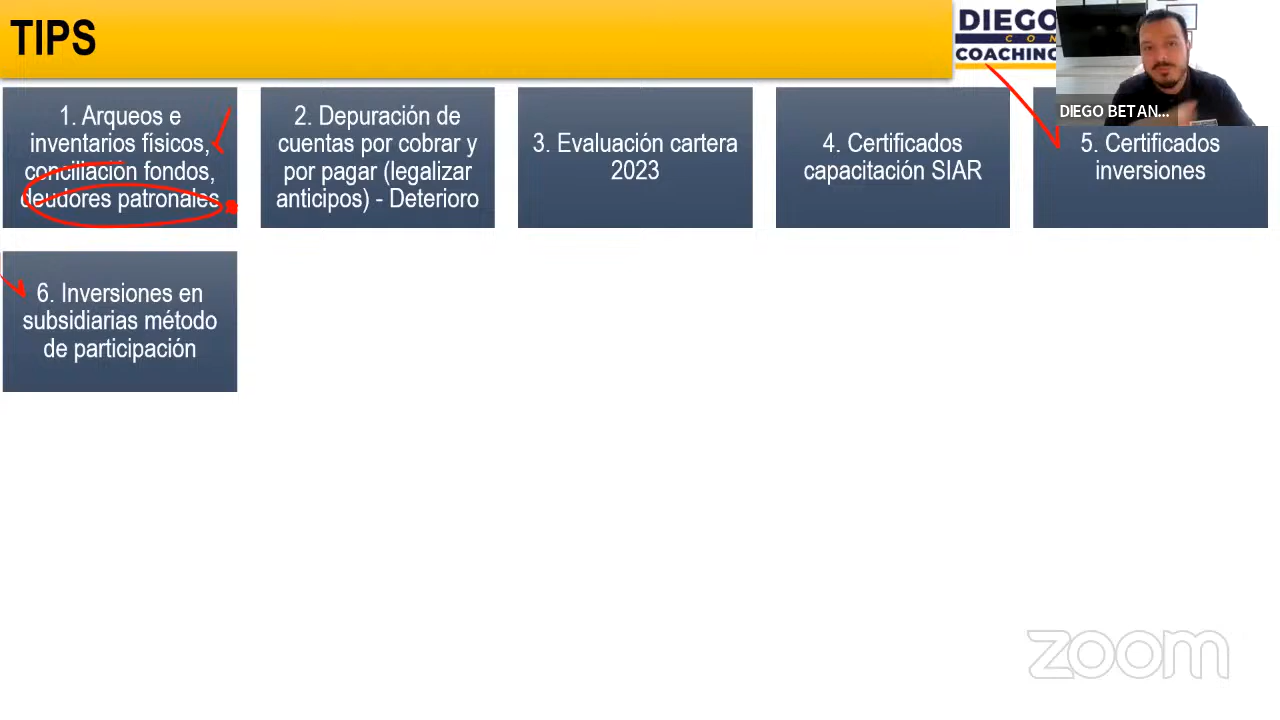 TIPS
DIEGO
CON
COACHING
DIEGO BETAN...
1. Arqueos e
inventarios físicos,
conciliación fondos,
deudores patronales
2. Depuración de
cuentas por cobrar y
por pagar (legalizar
anticipos) - Deterioro
3. Evaluación cartera
2023
4. Certificados
capacitación SIAR
5. Certificados
inversiones
6. Inversiones en
subsidiarias método
de participación
zoom